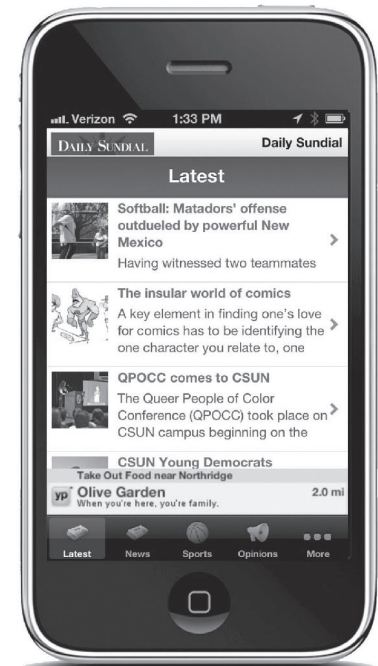 Verizon 1:33 PM
DAILY SUNDIAL Daily Sundial
Latest
Softball: Matadors' offense
outdueled by powerful New
Mexico
Having witnessed two teammates
The insular world of comics
A key element in finding one's love
for comics has to be identifying the
one character you relate to, one
QPOCC comes to CSUN
The Queer People of Color
Conference (QPOCC) took place on
CSUN campus beginning on the
CSUN Young Democrats
Take Out Food near Northridge
yp Olive Garden 2.0 mi
When you're here, you're family.
Latest News Sports Opinions More